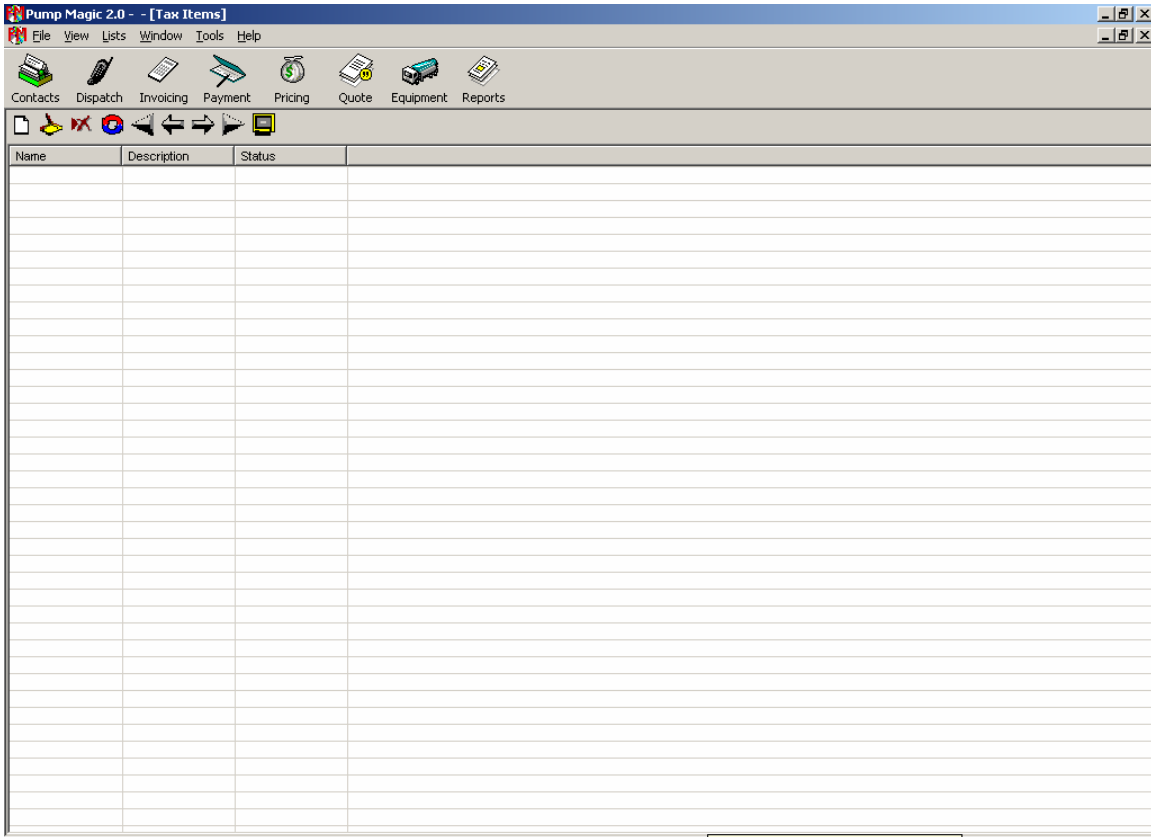 Pump Magic 2.0 - - [Tax Items]
File View Lists Window Tools Help
Contacts Dispatch Invoicing Payment Pricing Quote Equipment Reports
Name Description Status